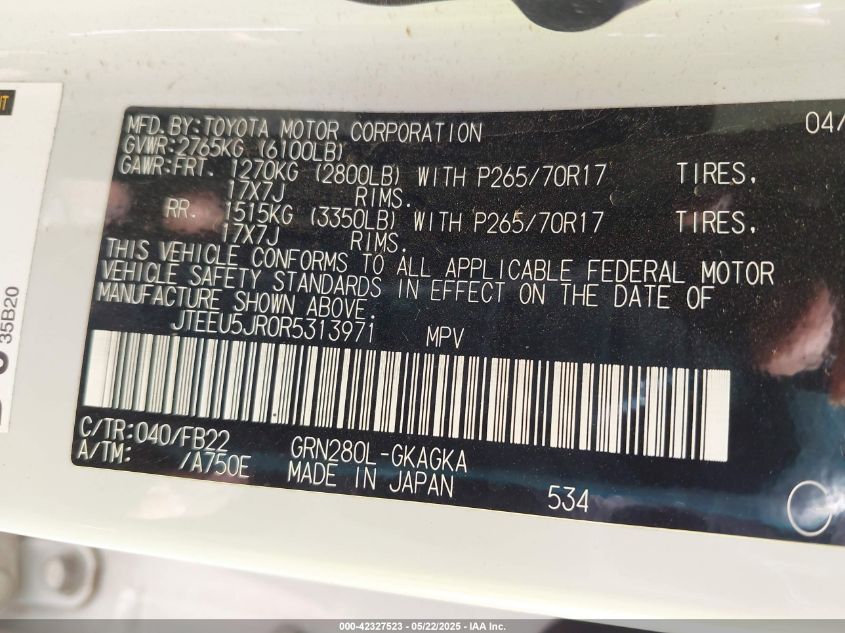 MFD.BY:TOYOTA MOTOR CORPORATION 04/
GVWR:2765KG (6100LB)
GAWR:FRT. 1270KG (2800LB) WITH P265/70R17 TIRES,
17X7J RIMS.
RR. 1515KG (3350LB) WITH P265/70R17 TIRES,
17X7J RIMS.
THIS VEHICLE CONFORMS TO ALL APPLICABLE FEDERAL MOTOR
VEHICLE SAFETY STANDARDS IN EFFECT ON THE DATE OF
MANUFACTURE SHOWN ABOVE.
JTEEU5JR0R5313971 MPV
C/TR:040/FB22 GRN280L-GKAGKA
A/TM: /A750E MADE IN JAPAN 534
35B20
000-42327523 - 05/22/2025 - IAA Inc.